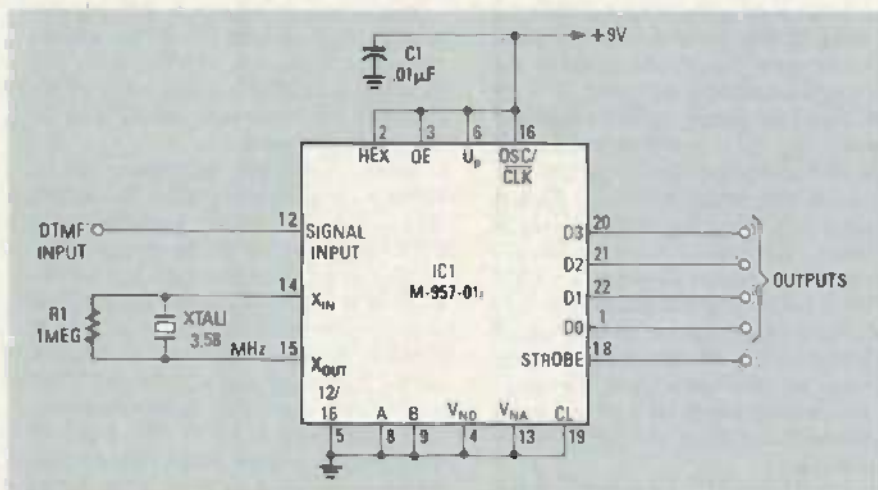 +9V
C1
.01µF
2 3 6 16
HEX OE Vp OSC/
CLK
DTMF
INPUT
12
SIGNAL
INPUT
R1
1MEG
XTAL1
3.58
MHz
14
XIN
15
XOUT
IC1
M-957-01
D3 20
D2 21
D1 22
D0 1
STROBE 18
OUTPUTS
12/
16 A B VND VNA CL
5 8 9 4 13 19